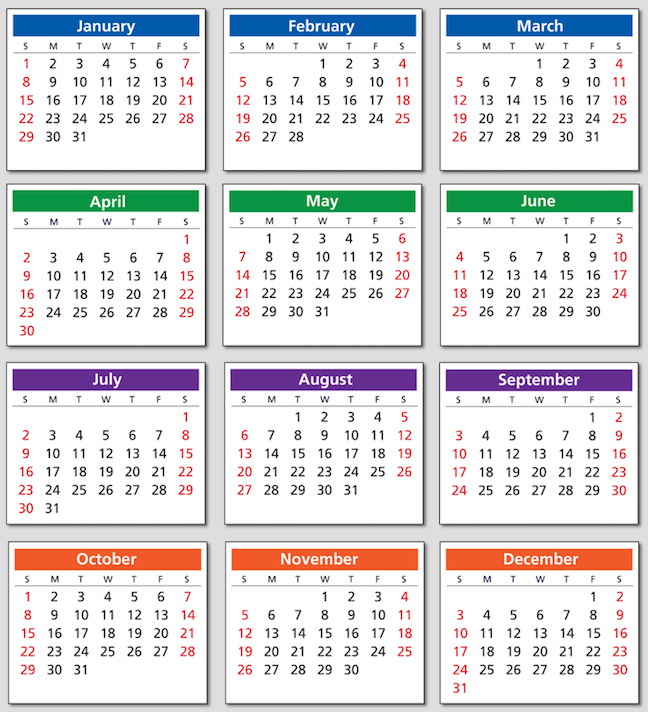 January
S M T W T F S
1 2 3 4 5 6 7
8 9 10 11 12 13 14
15 16 17 18 19 20 21
22 23 24 25 26 27 28
29 30 31
February
S M T W T F S
1 2 3 4
5 6 7 8 9 10 11
12 13 14 15 16 17 18
19 20 21 22 23 24 25
26 27 28
March
S M T W T F S
1 2 3 4
5 6 7 8 9 10 11
12 13 14 15 16 17 18
19 20 21 22 23 24 25
26 27 28 29 30 31
April
S M T W T F S
1
2 3 4 5 6 7 8
9 10 11 12 13 14 15
16 17 18 19 20 21 22
23 24 25 26 27 28 29
30
May
S M T W T F S
1 2 3 4 5 6
7 8 9 10 11 12 13
14 15 16 17 18 19 20
21 22 23 24 25 26 27
28 29 30 31
June
S M T W T F S
1 2 3
4 5 6 7 8 9 10
11 12 13 14 15 16 17
18 19 20 21 22 23 24
25 26 27 28 29 30
July
S M T W T F S
1
2 3 4 5 6 7 8
9 10 11 12 13 14 15
16 17 18 19 20 21 22
23 24 25 26 27 28 29
30 31
August
S M T W T F S
1 2 3 4 5
6 7 8 9 10 11 12
13 14 15 16 17 18 19
20 21 22 23 24 25 26
27 28 29 30 31
September
S M T W T F S
1 2
3 4 5 6 7 8 9
10 11 12 13 14 15 16
17 18 19 20 21 22 23
24 25 26 27 28 29 30
October
S M T W T F S
1 2 3 4 5 6 7
8 9 10 11 12 13 14
15 16 17 18 19 20 21
22 23 24 25 26 27 28
29 30 31
November
S M T W T F S
1 2 3 4
5 6 7 8 9 10 11
12 13 14 15 16 17 18
19 20 21 22 23 24 25
26 27 28 29 30
December
S M T W T F S
1 2
3 4 5 6 7 8 9
10 11 12 13 14 15 16
17 18 19 20 21 22 23
24 25 26 27 28 29 30
31